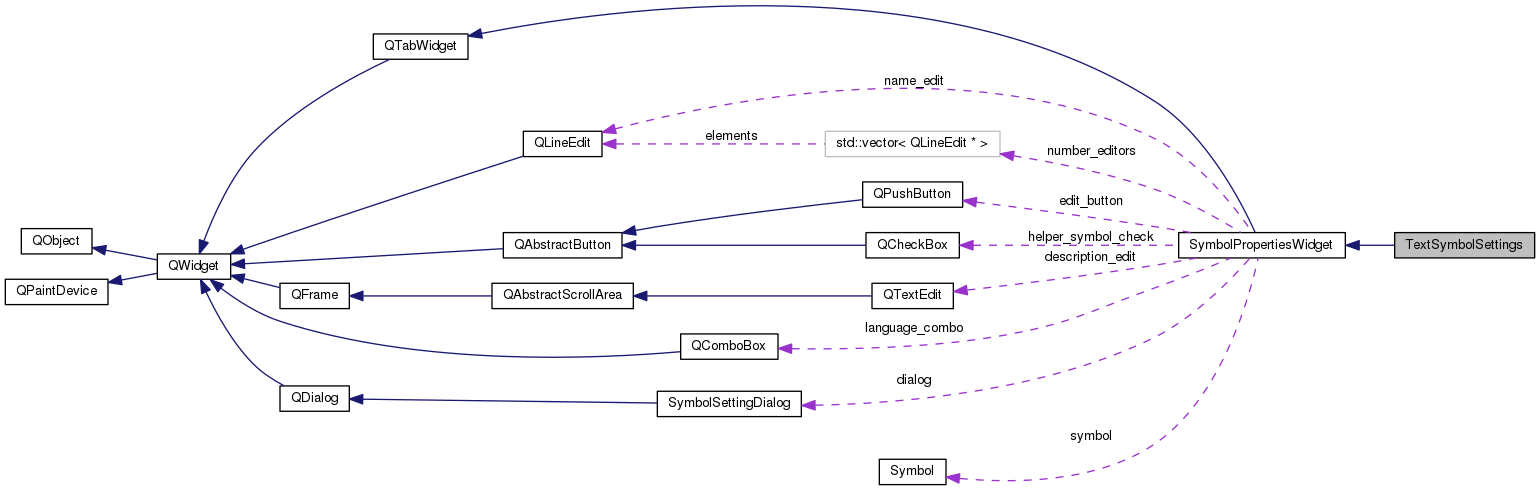 QTabWidget
name_edit
QLineEdit
elements
std::vector< QLineEdit * >
number_editors
QPushButton
edit_button
QObject
QWidget
QAbstractButton
QCheckBox
helper_symbol_check
SymbolPropertiesWidget
TextSymbolSettings
description_edit
QPaintDevice
QFrame
QAbstractScrollArea
QTextEdit
language_combo
QComboBox
dialog
QDialog
SymbolSettingDialog
symbol
Symbol